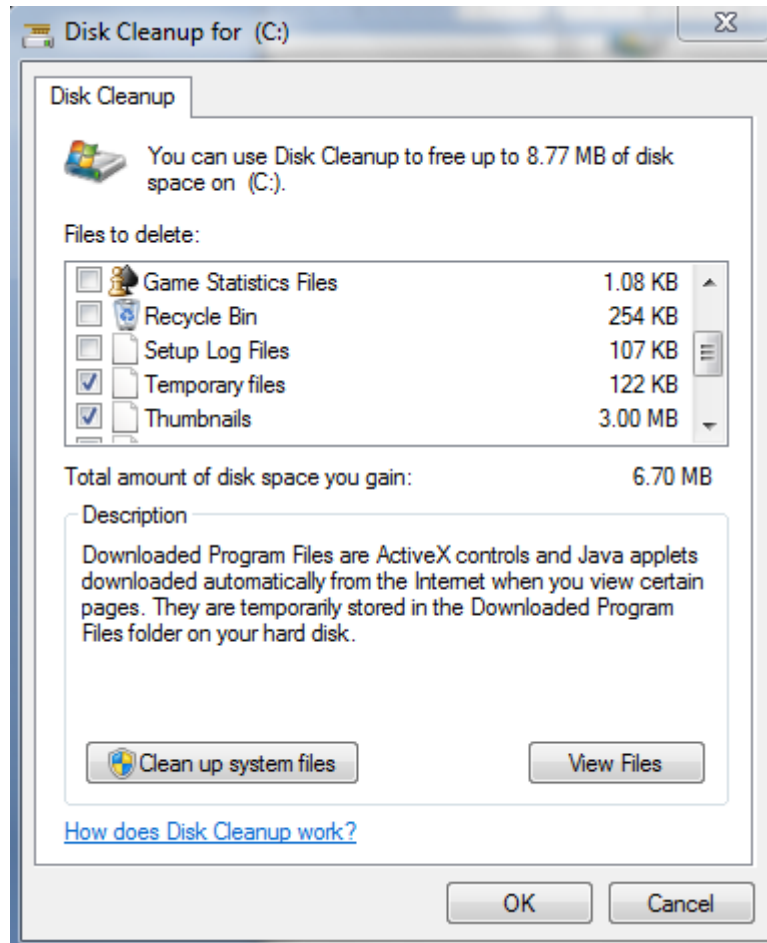 Disk Cleanup for (C:)
Disk Cleanup
You can use Disk Cleanup to free up to 8.77 MB of disk
space on (C:).
Files to delete:
Game Statistics Files 1.08 KB
Recycle Bin 254 KB
Setup Log Files 107 KB
Temporary files 122 KB
Thumbnails 3.00 MB
Total amount of disk space you gain: 6.70 MB
Description
Downloaded Program Files are ActiveX controls and Java applets
downloaded automatically from the Internet when you view certain
pages. They are temporarily stored in the Downloaded Program
Files folder on your hard disk.
Clean up system files View Files
How does Disk Cleanup work?
OK Cancel